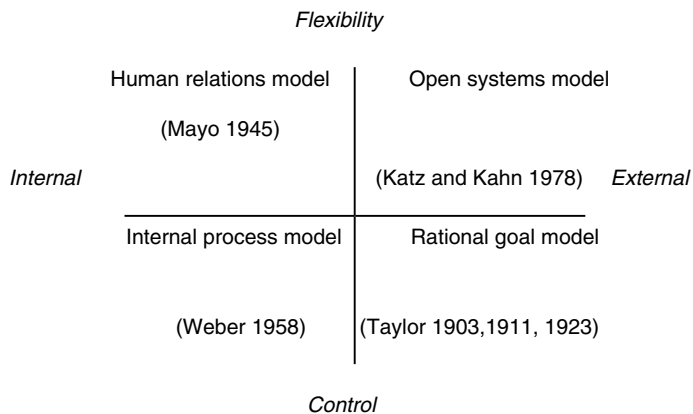 Flexibility
Human relations model
Open systems model
(Mayo 1945)
Internal
(Katz and Kahn 1978)
External
Internal process model
Rational goal model
(Weber 1958)
(Taylor 1903,1911, 1923)
Control